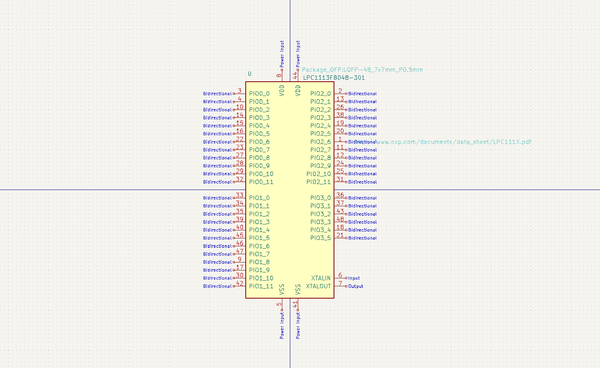 Power Input
Power Input
8
44
U
Package_QFP:LQFP-48_7x7mm_P0.5mm
LPC1113FBD48-301
VDD
VDD
Bidirectional 3 PIO0_0 PIO2_0 2 Bidirectional
Bidirectional 4 PIO0_1 PIO2_1 13 Bidirectional
Bidirectional 10 PIO0_2 PIO2_2 26 Bidirectional
Bidirectional 14 PIO0_3 PIO2_3 38 Bidirectional
Bidirectional 15 PIO0_4 PIO2_4 19 Bidirectional
Bidirectional 16 PIO0_5 PIO2_5 20 Bidirectional
Bidirectional 22 PIO0_6 PIO2_6 1 www.nxp.com/documents/data_sheet/LPC1113.pdf
Bidirectional 23 PIO0_7 PIO2_7 11 Bidirectional
Bidirectional 27 PIO0_8 PIO2_8 12 Bidirectional
Bidirectional 28 PIO0_9 PIO2_9 24 Bidirectional
Bidirectional 29 PIO0_10 PIO2_10 25 Bidirectional
Bidirectional 32 PIO0_11 PIO2_11 31 Bidirectional
Bidirectional 33 PIO1_0 PIO3_0 36 Bidirectional
Bidirectional 34 PIO1_1 PIO3_1 37 Bidirectional
Bidirectional 35 PIO1_2 PIO3_2 43 Bidirectional
Bidirectional 39 PIO1_3 PIO3_3 48 Bidirectional
Bidirectional 40 PIO1_4 PIO3_4 18 Bidirectional
Bidirectional 45 PIO1_5 PIO3_5 21 Bidirectional
Bidirectional 46 PIO1_6
Bidirectional 47 PIO1_7
Bidirectional 9 PIO1_8
Bidirectional 17 PIO1_9
Bidirectional 30 PIO1_10 XTALIN 6 Input
Bidirectional 42 PIO1_11 XTALOUT 7 Output
VSS
VSS
5
41
Power Input
Power Input